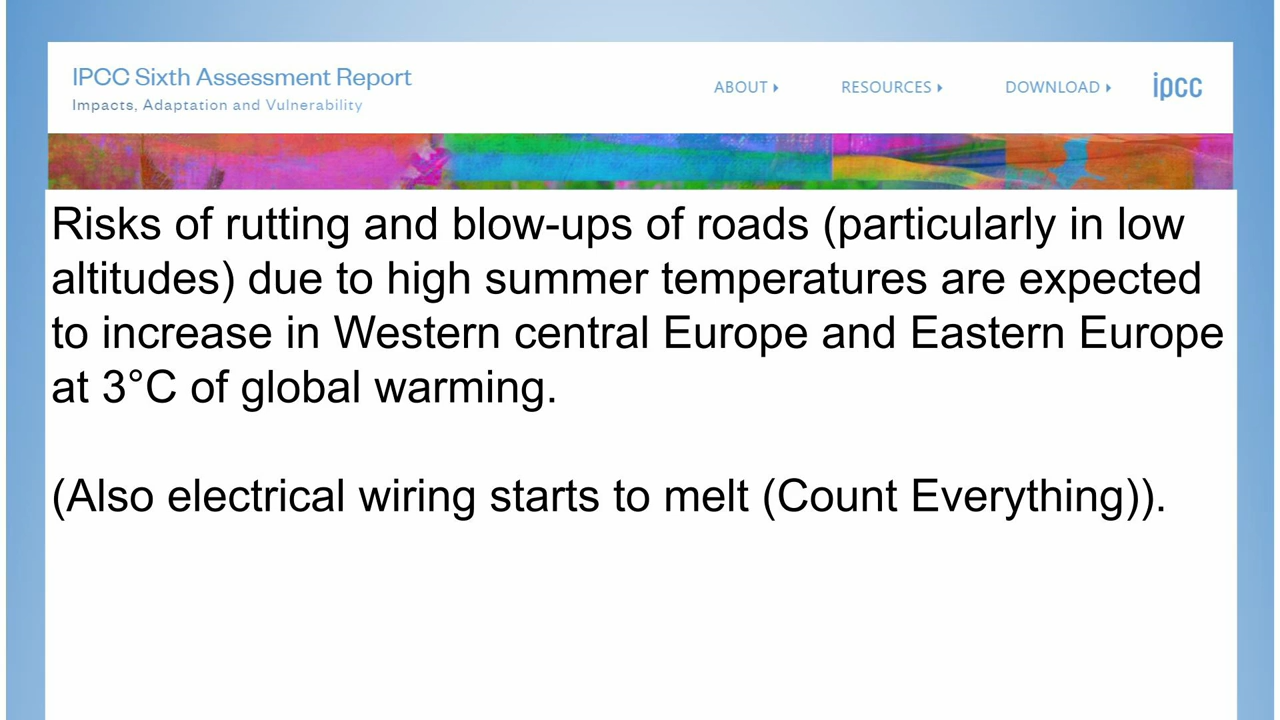 IPCC Sixth Assessment Report
Impacts, Adaptation and Vulnerability
ABOUT
RESOURCES
DOWNLOAD
ipcc
Risks of rutting and blow-ups of roads (particularly in low
altitudes) due to high summer temperatures are expected
to increase in Western central Europe and Eastern Europe
at 3°C of global warming.
(Also electrical wiring starts to melt (Count Everything)).